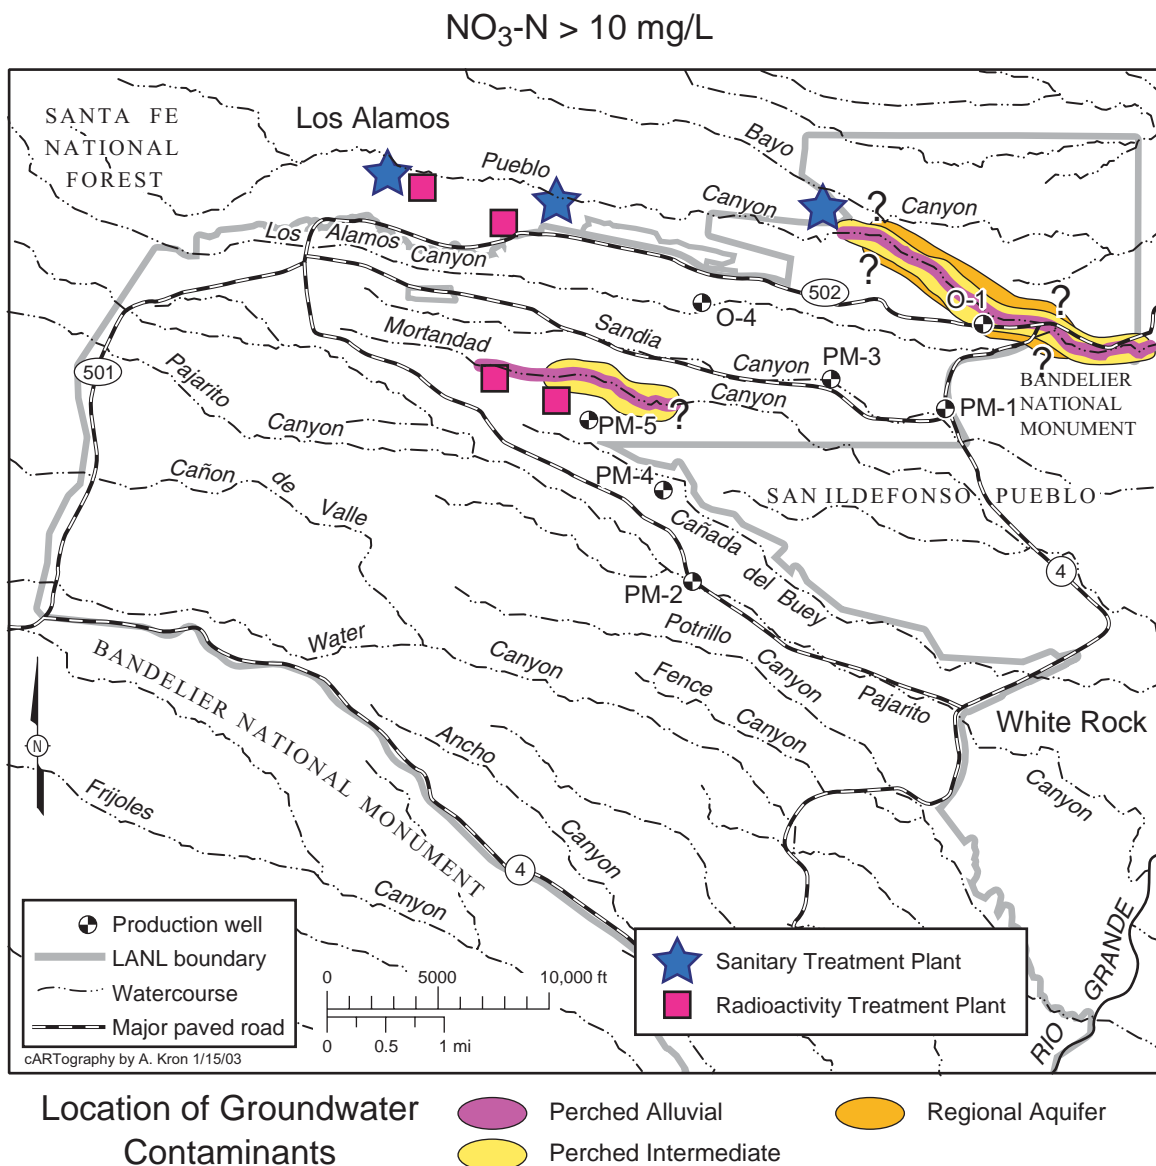 NO3-N > 10 mg/L
SANTA FE
NATIONAL
FOREST
Los Alamos
Bayo
Pueblo
Canyon
Canyon
?
Los Alamos Canyon
?
502
O-1
?
O-4
Sandia
Mortandad
Canyon
PM-3
?
501
Pajarito
Canyon
BANDELIER
NATIONAL
MONUMENT
PM-1
?
PM-5
Canyon
Cañon de Valle
PM-4
SAN ILDEFONSO PUEBLO
Cañada del Buey
4
PM-2
Water
Potrillo
BANDELIER NATIONAL MONUMENT
Canyon
Fence
Canyon
Pajarito
Canyon
White Rock
Ancho
N
Canyon
Frijoles
Canyon
4
Canyon
RIO GRANDE
Production well
LANL boundary
Watercourse
Major paved road
cARTography by A. Kron 1/15/03
0 5000 10,000 ft
0 0.5 1 mi
Sanitary Treatment Plant
Radioactivity Treatment Plant
Location of Groundwater
Contaminants
Perched Alluvial
Perched Intermediate
Regional Aquifer